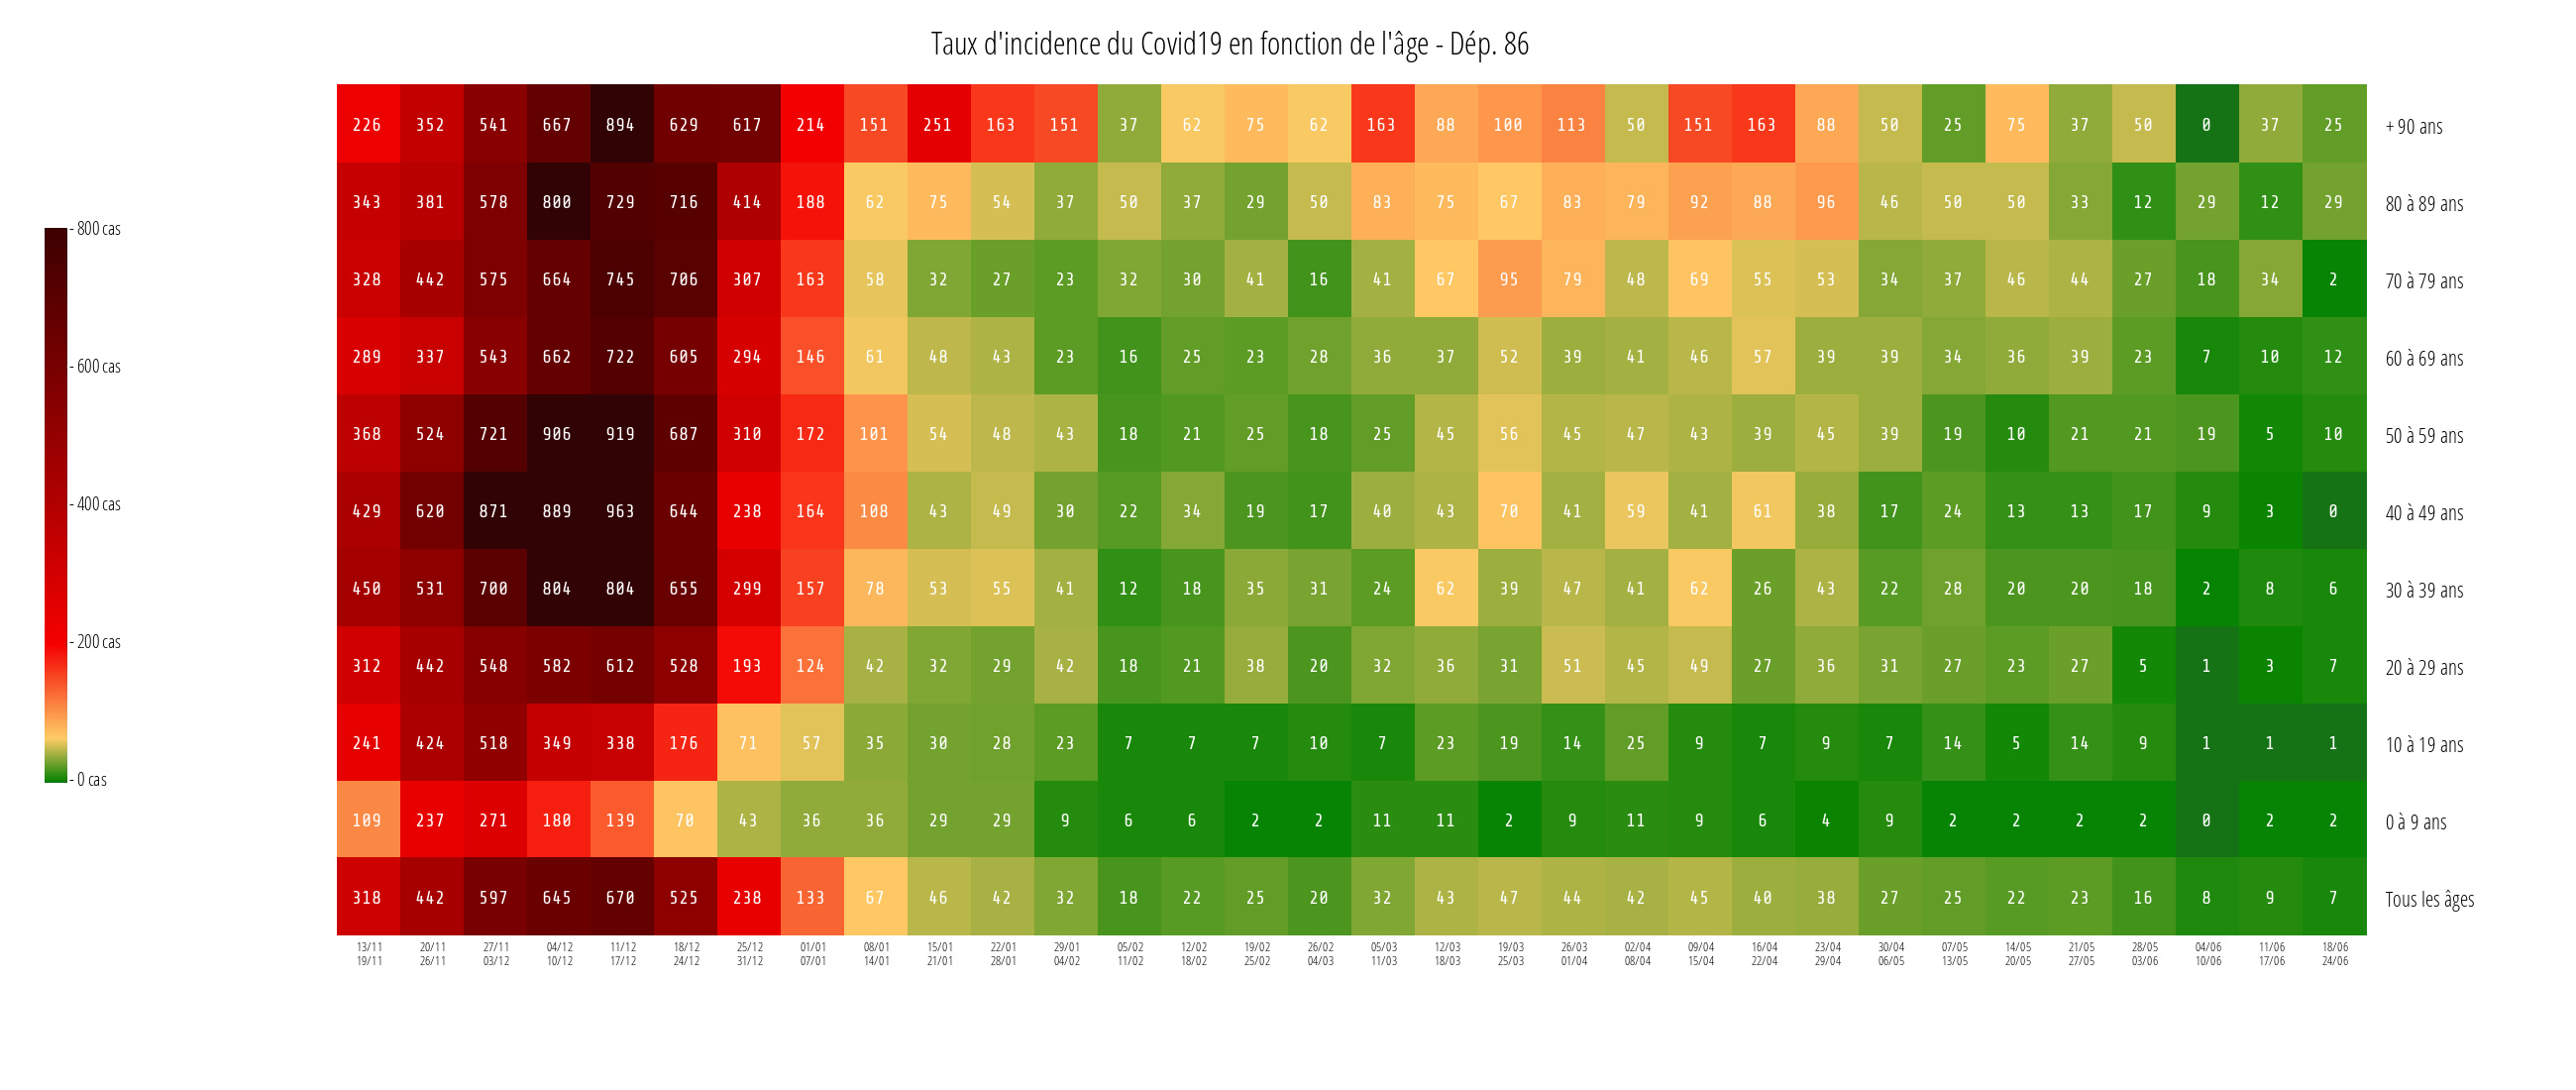 Taux d'incidence du Covid19 en fonction de l'âge - Dép. 86
226 352 541 667 894 629 617 214 151 251 163 151 37 62 75 62 163 88 100 113 50 151 163 88 50 25 75 37 50 0 37 25 + 90 ans
343 381 578 800 729 716 414 188 62 75 54 37 50 37 29 50 83 75 67 83 79 92 88 96 46 50 50 33 12 29 12 29 80 à 89 ans
- 800 cas
328 442 575 664 745 706 307 163 58 32 27 23 32 30 41 16 41 67 95 79 48 69 55 53 34 37 46 44 27 18 34 2 70 à 79 ans
289 337 543 662 722 605 294 146 61 48 43 23 16 25 23 28 36 37 52 39 41 46 57 39 39 34 36 39 23 7 10 12 60 à 69 ans
- 600 cas
368 524 721 906 919 687 310 172 101 54 48 43 18 21 25 18 25 45 56 45 47 43 39 45 39 19 10 21 21 19 5 10 50 à 59 ans
- 400 cas
429 620 871 889 963 644 238 164 108 43 49 30 22 34 19 17 40 43 70 41 59 41 61 38 17 24 13 13 17 9 3 0 40 à 49 ans
450 531 700 804 804 655 299 157 78 53 55 41 12 18 35 31 24 62 39 47 41 62 26 43 22 28 20 20 18 2 8 6 30 à 39 ans
- 200 cas
312 442 548 582 612 528 193 124 42 32 29 42 18 21 38 20 32 36 31 51 45 49 27 36 31 27 23 27 5 1 3 7 20 à 29 ans
241 424 518 349 338 176 71 57 35 30 28 23 7 7 7 10 7 23 19 14 25 9 7 9 7 14 5 14 9 1 1 1 10 à 19 ans
- 0 cas
109 237 271 180 139 70 43 36 36 29 29 9 6 6 2 2 11 11 2 9 11 9 6 4 9 2 2 2 2 0 2 2 0 à 9 ans
318 442 597 645 670 525 238 133 67 46 42 32 18 22 25 20 32 43 47 44 42 45 40 38 27 25 22 23 16 8 9 7 Tous les âges
13/11 20/11 27/11 04/12 11/12 18/12 25/12 01/01 08/01 15/01 22/01 29/01 05/02 12/02 19/02 26/02 05/03 12/03 19/03 26/03 02/04 09/04 16/04 23/04 30/04 07/05 14/05 21/05 28/05 04/06 11/06 18/06
19/11 26/11 03/12 10/12 17/12 24/12 31/12 07/01 14/01 21/01 28/01 04/02 11/02 18/02 25/02 04/03 11/03 18/03 25/03 01/04 08/04 15/04 22/04 29/04 06/05 13/05 20/05 27/05 03/06 10/06 17/06 24/06